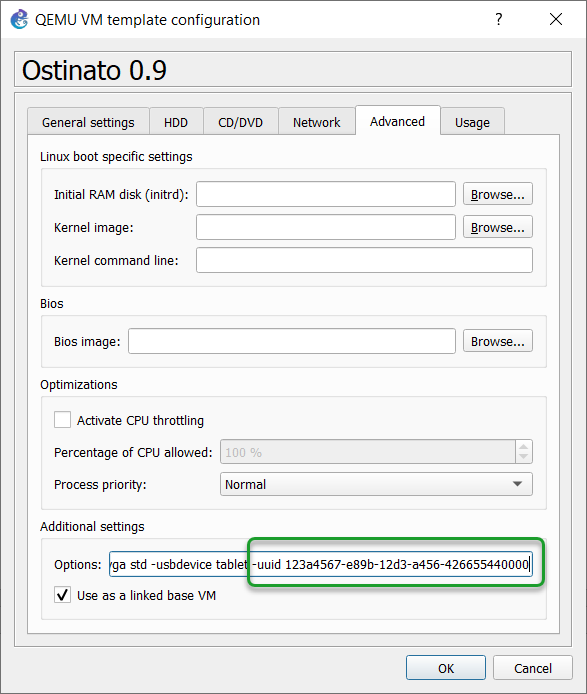 QEMU VM template configuration
Ostinato 0.9
General settings HDD CD/DVD Network Advanced Usage
Linux boot specific settings
Initial RAM disk (initrd): Browse...
Kernel image: Browse...
Kernel command line:
Bios
Bios image: Browse...
Optimizations
Activate CPU throttling
Percentage of CPU allowed: 100 %
Process priority: Normal
Additional settings
Options: vga std -usbdevice tablet -uuid 123a4567-e89b-12d3-a456-426655440000
Use as a linked base VM
OK Cancel